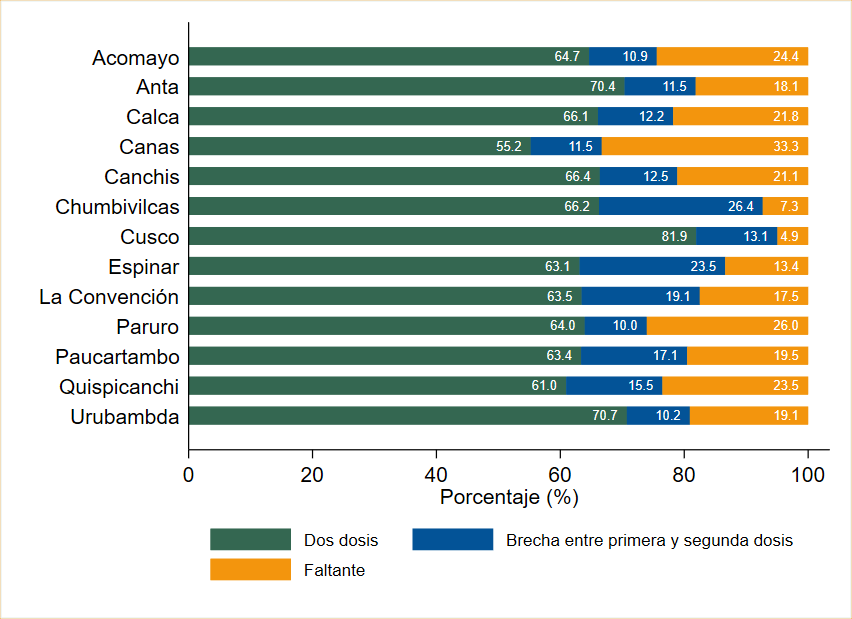 Acomayo 64.7 10.9 24.4
Anta 70.4 11.5 18.1
Calca 66.1 12.2 21.8
Canas 55.2 11.5 33.3
Canchis 66.4 12.5 21.1
Chumbivilcas 66.2 26.4 7.3
Cusco 81.9 13.1 4.9
Espinar 63.1 23.5 13.4
La Convención 63.5 19.1 17.5
Paruro 64.0 10.0 26.0
Paucartambo 63.4 17.1 19.5
Quispicanchi 61.0 15.5 23.5
Urubambda 70.7 10.2 19.1
0 20 40 60 80 100
Porcentaje (%)
Dos dosis Brecha entre primera y segunda dosis
Faltante